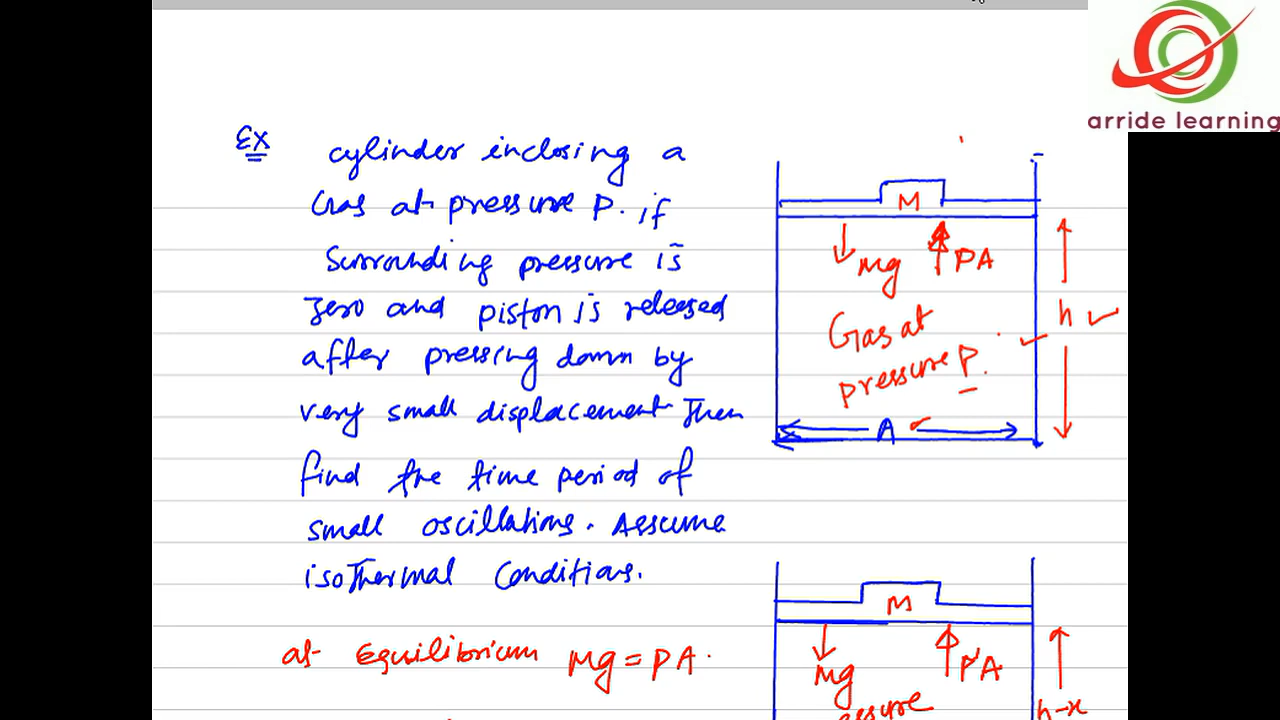 arride learning
Ex cylinder inclosing a
Gas at pressure P. if
surrounding pressure is
zero and piston is released
after pressing down by
very small displacement Then
find the time period of
small oscillations. Assume
isothermal Conditions.
M
Mg
PA
h
Gas at
pressure P.
A
at Equilibrium Mg = PA.
M
Mg
P'A
h-x